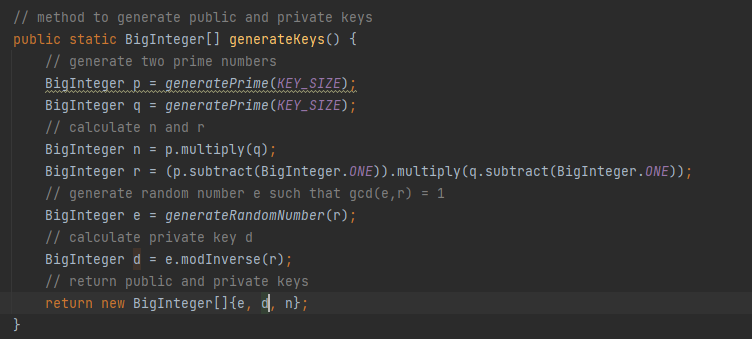 // method to generate public and private keys
public static BigInteger[] generateKeys() {
    // generate two prime numbers
    BigInteger p = generatePrime(KEY_SIZE);
    BigInteger q = generatePrime(KEY_SIZE);
    // calculate n and r
    BigInteger n = p.multiply(q);
    BigInteger r = (p.subtract(BigInteger.ONE)).multiply(q.subtract(BigInteger.ONE));
    // generate random number e such that gcd(e,r) = 1
    BigInteger e = generateRandomNumber(r);
    // calculate private key d
    BigInteger d = e.modInverse(r);
    // return public and private keys
    return new BigInteger[]{e, d, n};
}